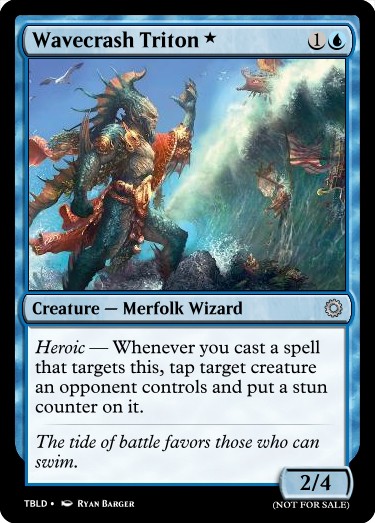 Wavecrash Triton ★ 1
Creature — Merfolk Wizard
Heroic — Whenever you cast a spell
that targets this, tap target creature
an opponent controls and put a stun
counter on it.
The tide of battle favors those who can
swim.
2/4
TBLD • Ryan Barger
(NOT FOR SALE)